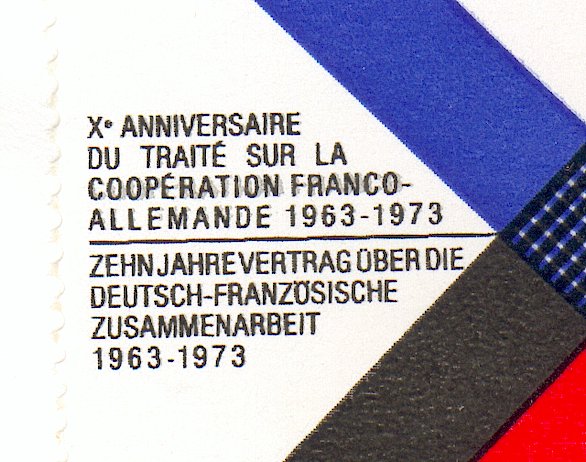 Xᵉ ANNIVERSAIRE
DU TRAITÉ SUR LA
COOPÉRATION FRANCO-
ALLEMANDE 1963-1973
ZEHN JAHRE VERTRAG ÜBER DIE
DEUTSCH-FRANZÖSISCHE
ZUSAMMENARBEIT
1963-1973